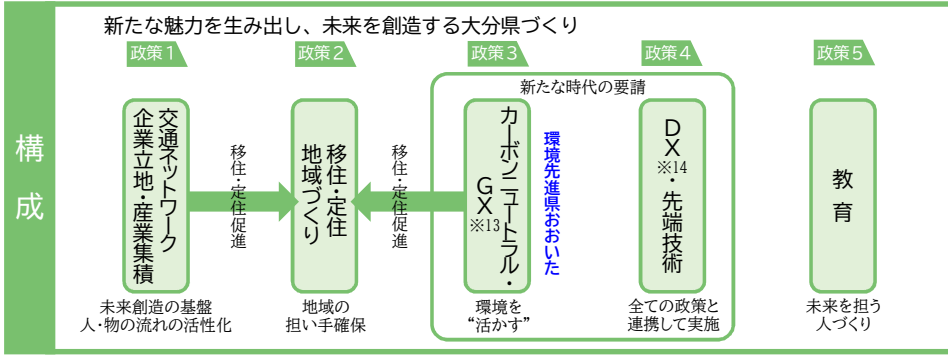 構成
新たな魅力を生み出し、未来を創造する大分県づくり
政策1
交通ネットワーク
企業立地・産業集積
未来創造の基盤
人・物の流れの活性化
移住・定住促進
政策2
移住・定住
地域づくり
地域の
担い手確保
移住・定住促進
新たな時代の要請
政策3
カーボンニュートラル・
GX※13
環境先進県おおいた
環境を
“活かす”
政策4
DX※14・先端技術
全ての政策と
連携して実施
政策5
教育
未来を担う
人づくり